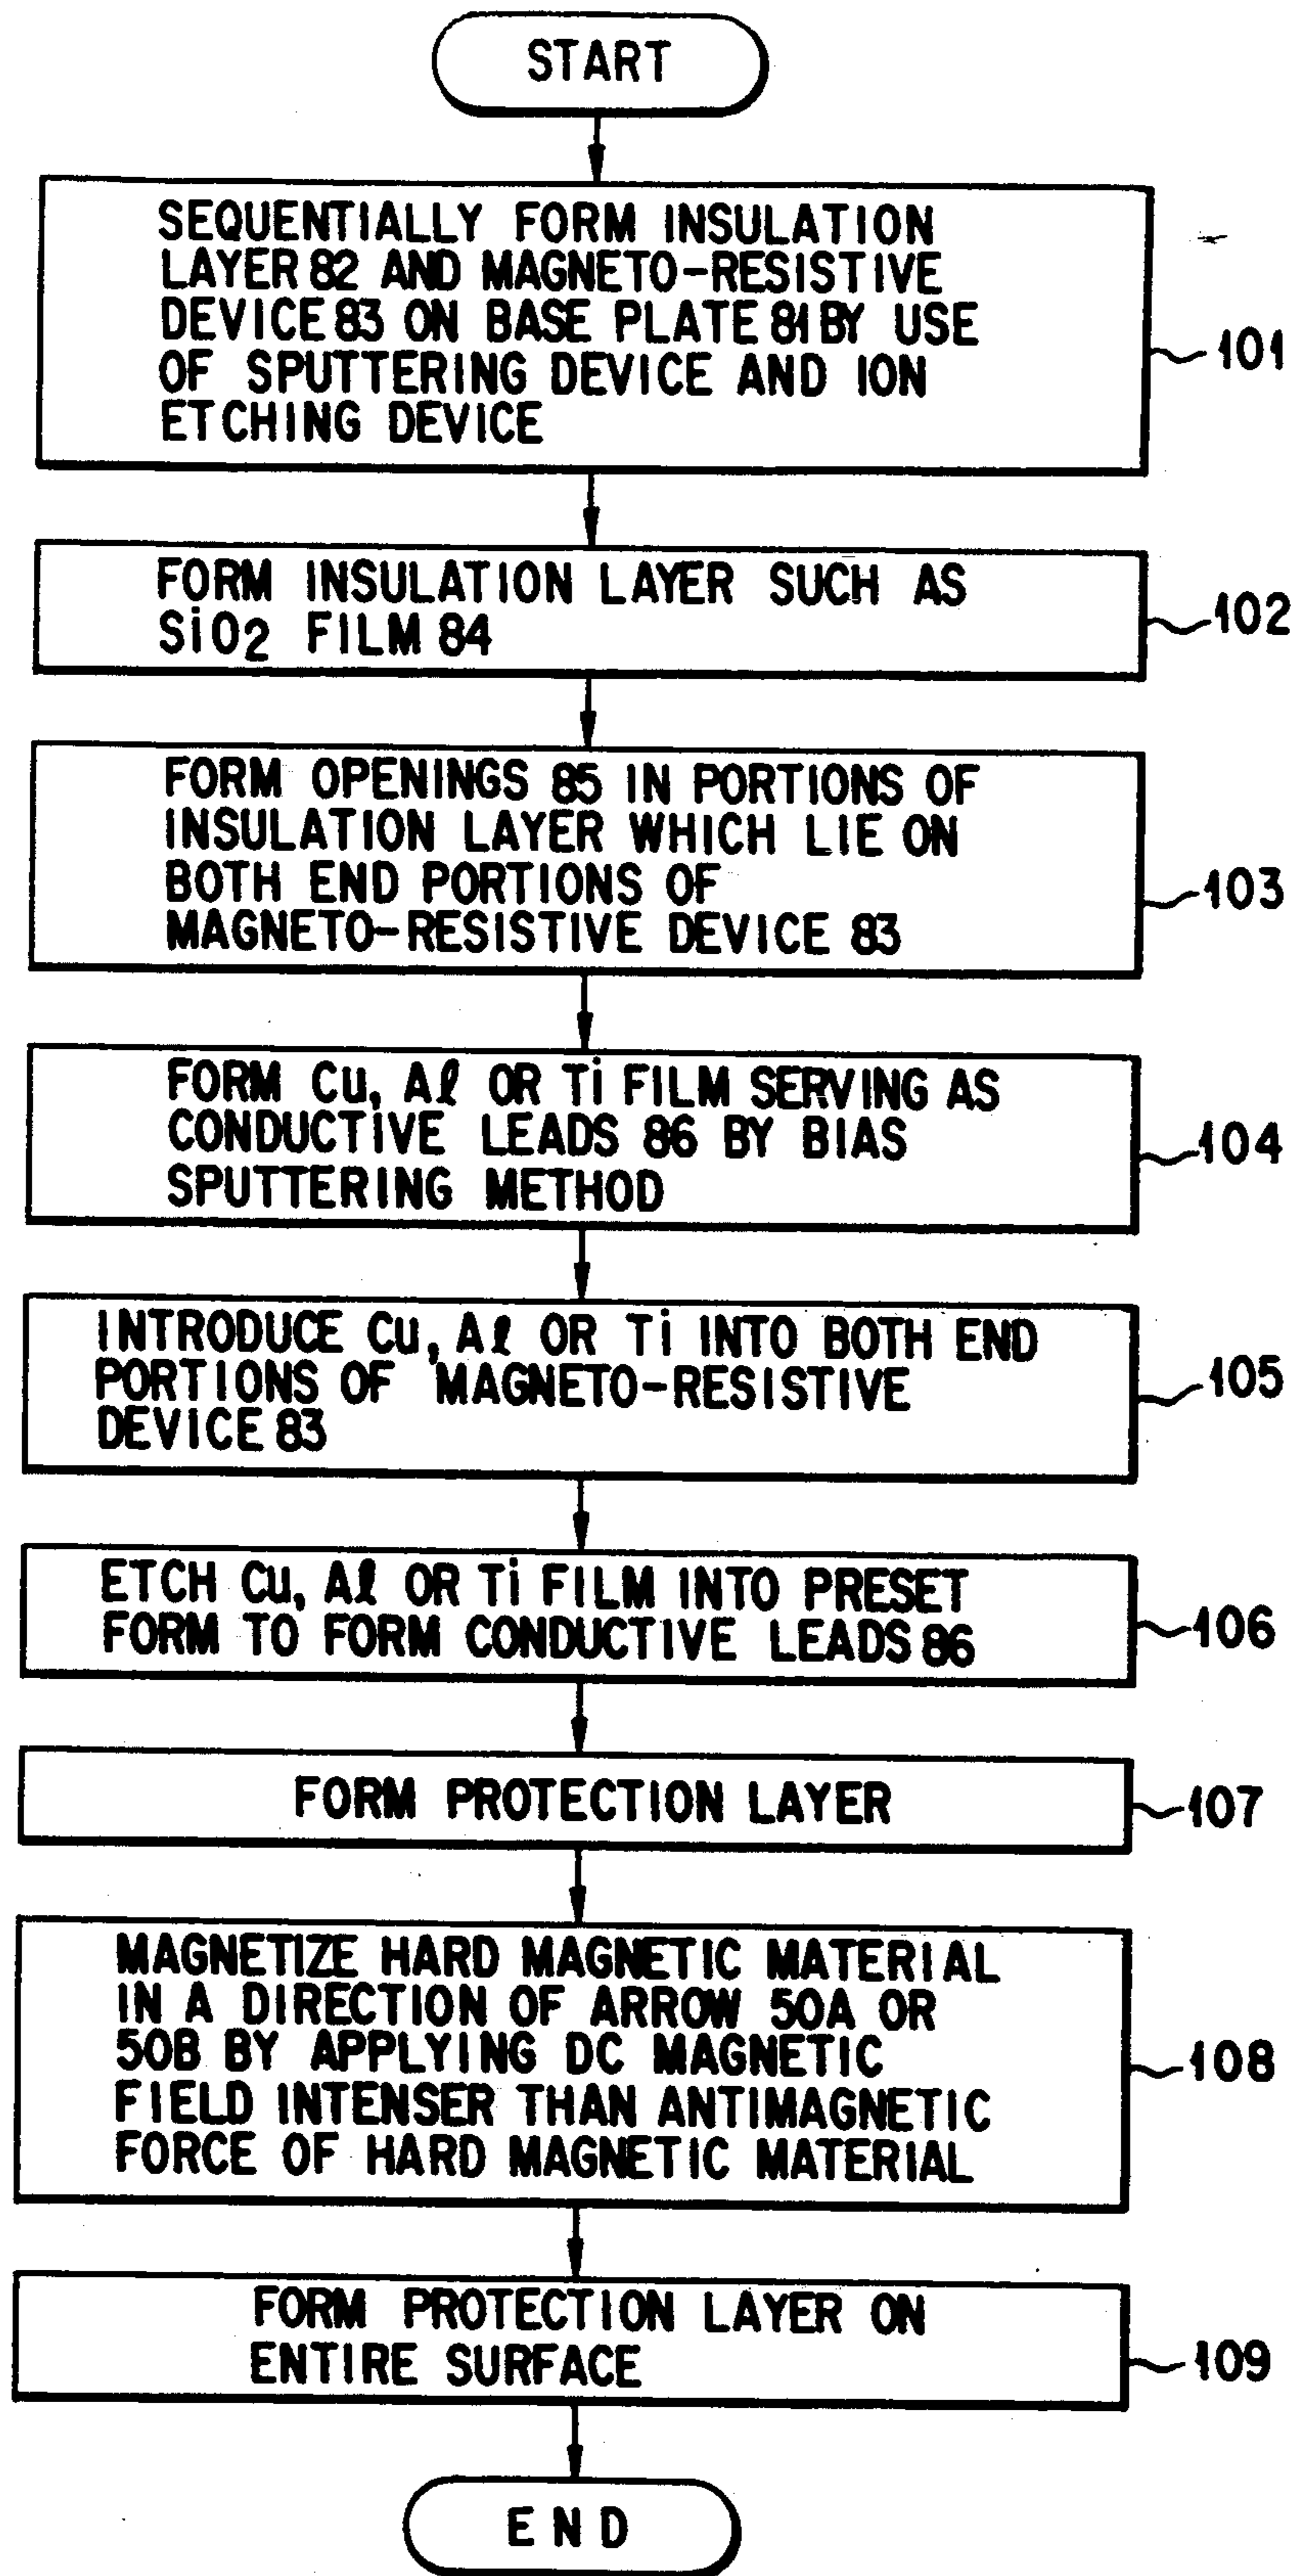 START
SEQUENTIALLY FORM INSULATION
LAYER 82 AND MAGNETO-RESISTIVE
DEVICE 83 ON BASE PLATE 81 BY USE
OF SPUTTERING DEVICE AND ION
ETCHING DEVICE
101
FORM INSULATION LAYER SUCH AS
SiO2 FILM 84
102
FORM OPENINGS 85 IN PORTIONS OF
INSULATION LAYER WHICH LIE ON
BOTH END PORTIONS OF
MAGNETO-RESISTIVE DEVICE 83
103
FORM Cu, Aℓ OR Ti FILM SERVING AS
CONDUCTIVE LEADS 86 BY BIAS
SPUTTERING METHOD
104
INTRODUCE Cu, Aℓ OR Ti INTO BOTH END
PORTIONS OF MAGNETO-RESISTIVE
DEVICE 83
105
ETCH Cu, Aℓ OR Ti FILM INTO PRESET
FORM TO FORM CONDUCTIVE LEADS 86
106
FORM PROTECTION LAYER
107
MAGNETIZE HARD MAGNETIC MATERIAL
IN A DIRECTION OF ARROW 50A OR
50B BY APPLYING DC MAGNETIC
FIELD INTENSER THAN ANTIMAGNETIC
FORCE OF HARD MAGNETIC MATERIAL
108
FORM PROTECTION LAYER ON
ENTIRE SURFACE
109
END